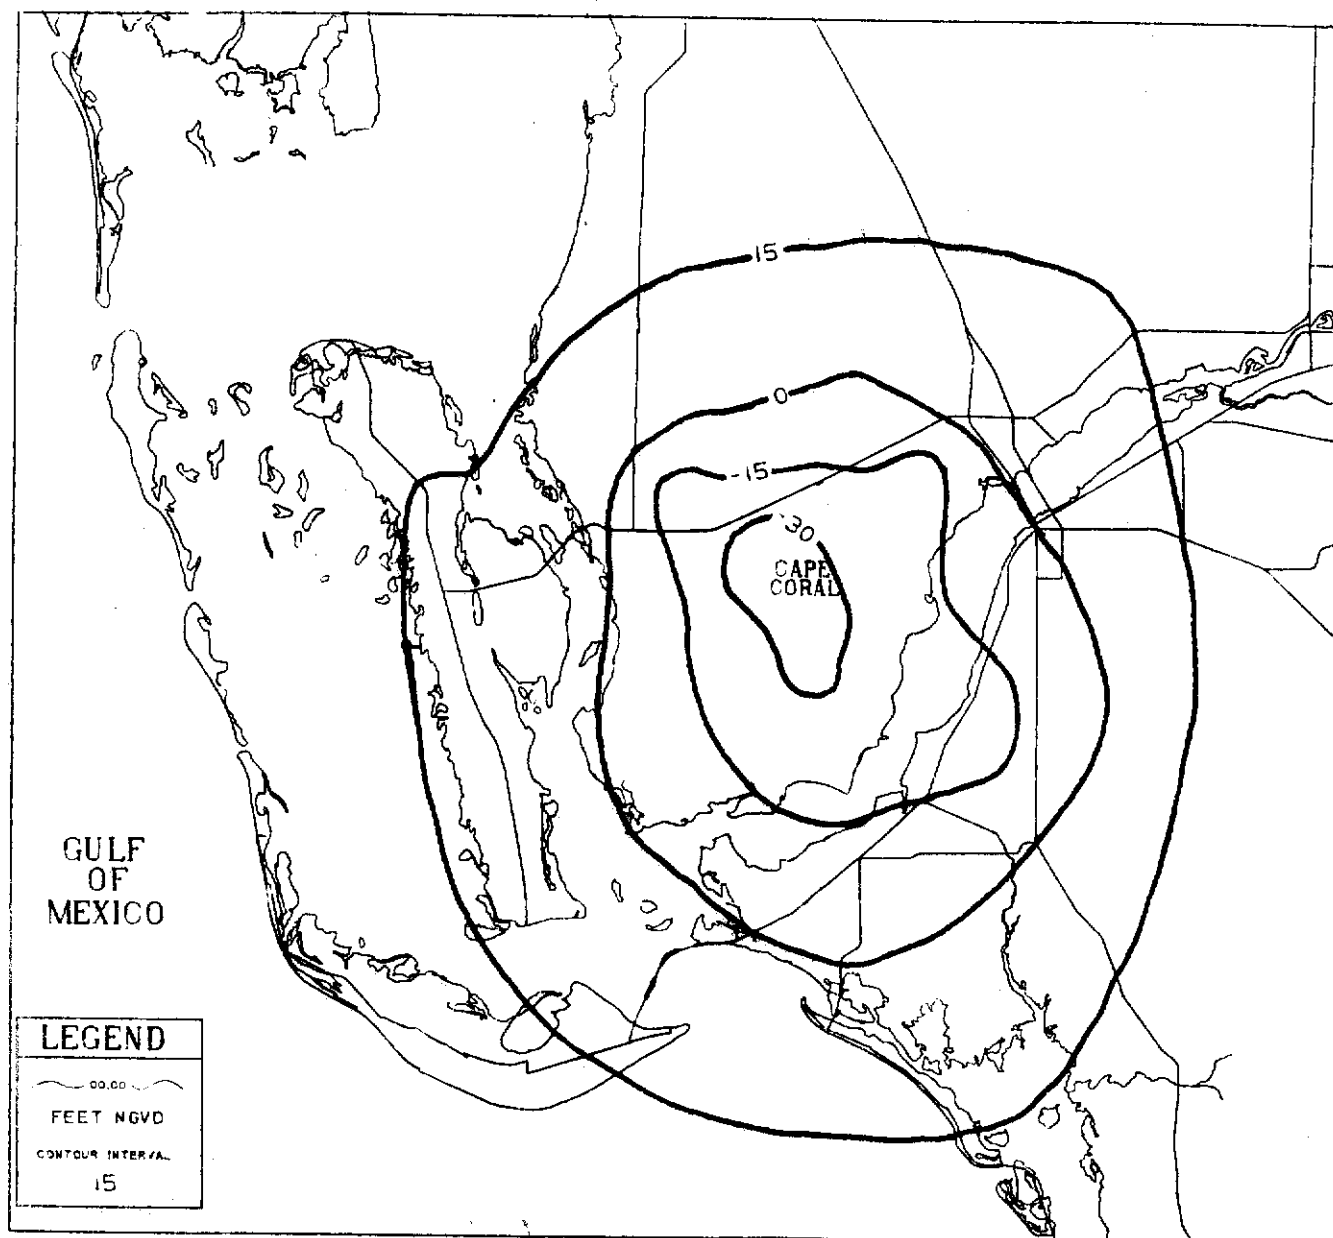 15
0
-15
-30
CAPE
CORAL
GULF
OF
MEXICO
LEGEND
00.00
FEET NGVD
CONTOUR INTERVAL
15